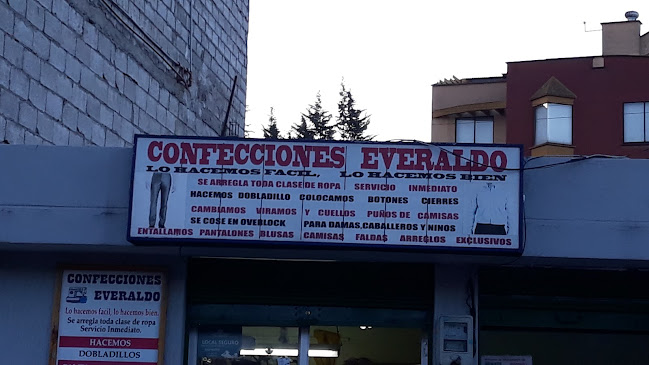 CONFECCIONES EVERALDO
LO HACEMOS FACIL, LO HACEMOS BIEN
SE ARREGLA TODA CLASE DE ROPA SERVICIO INMEDIATO
HACEMOS DOBLADILLO COLOCAMOS BOTONES CIERRES
CAMBIAMOS VIRAMOS Y CUELLOS PUÑOS DE CAMISAS
SE COSE EN OVERLOCK PARA DAMAS, CABALLEROS Y NIÑOS
ENTALLAMOS PANTALONES BLUSAS CAMISAS FALDAS ARREGLOS EXCLUSIVOS
CONFECCIONES
EVERALDO
Lo hacemos facil, lo hacemos bien.
Se arregla toda clase de ropa
Servicio Inmediato.
HACEMOS
DOBLADILLOS
LOCAL SEGURO